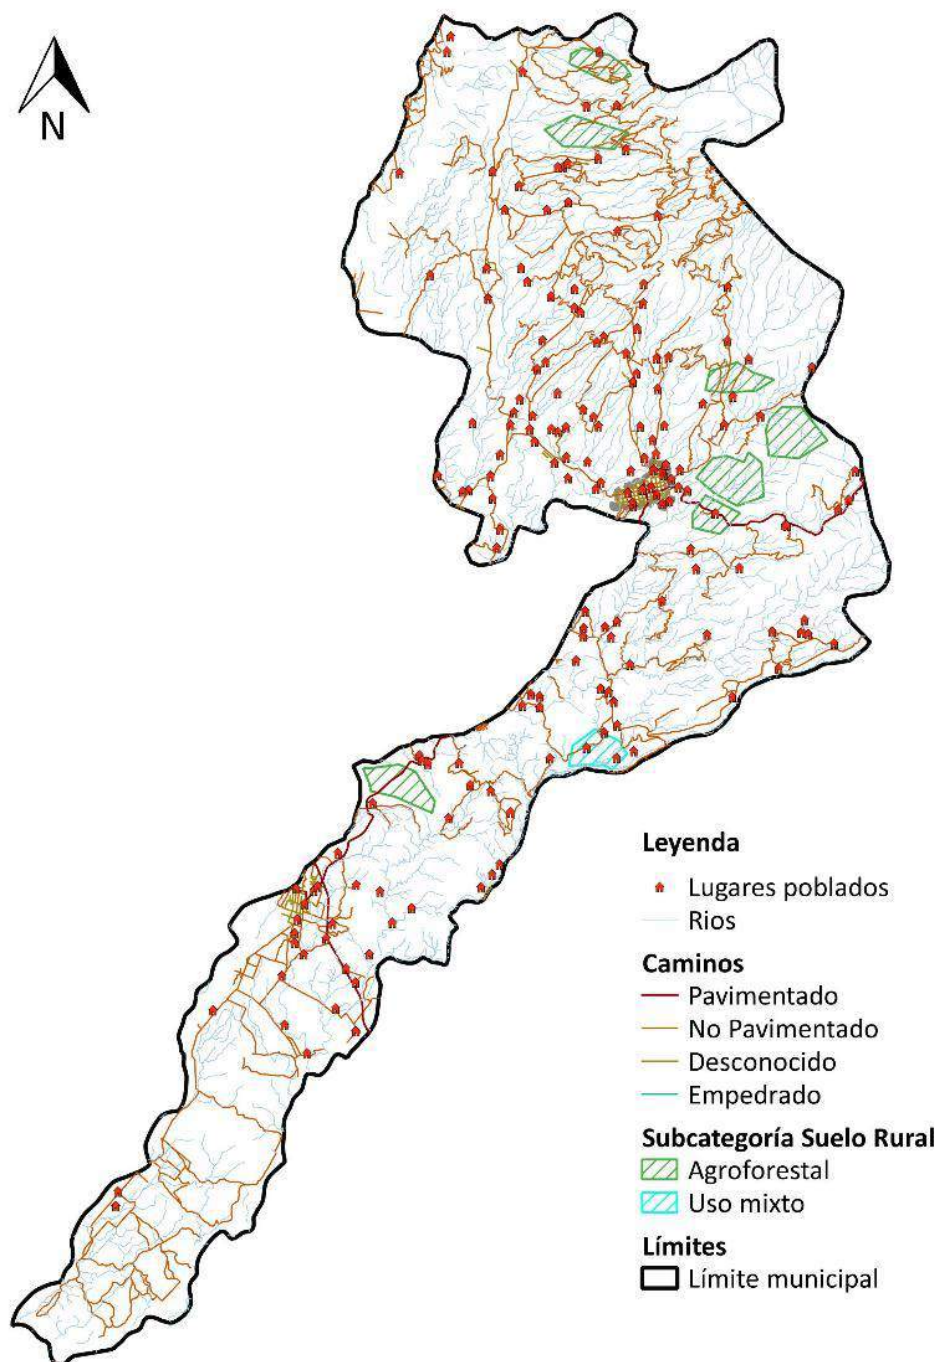 N
Leyenda
Lugares poblados
Rios
Caminos
Pavimentado
No Pavimentado
Desconocido
Empedrado
Subcategoría Suelo Rural
Agroforestal
Uso mixto
Límites
Límite municipal